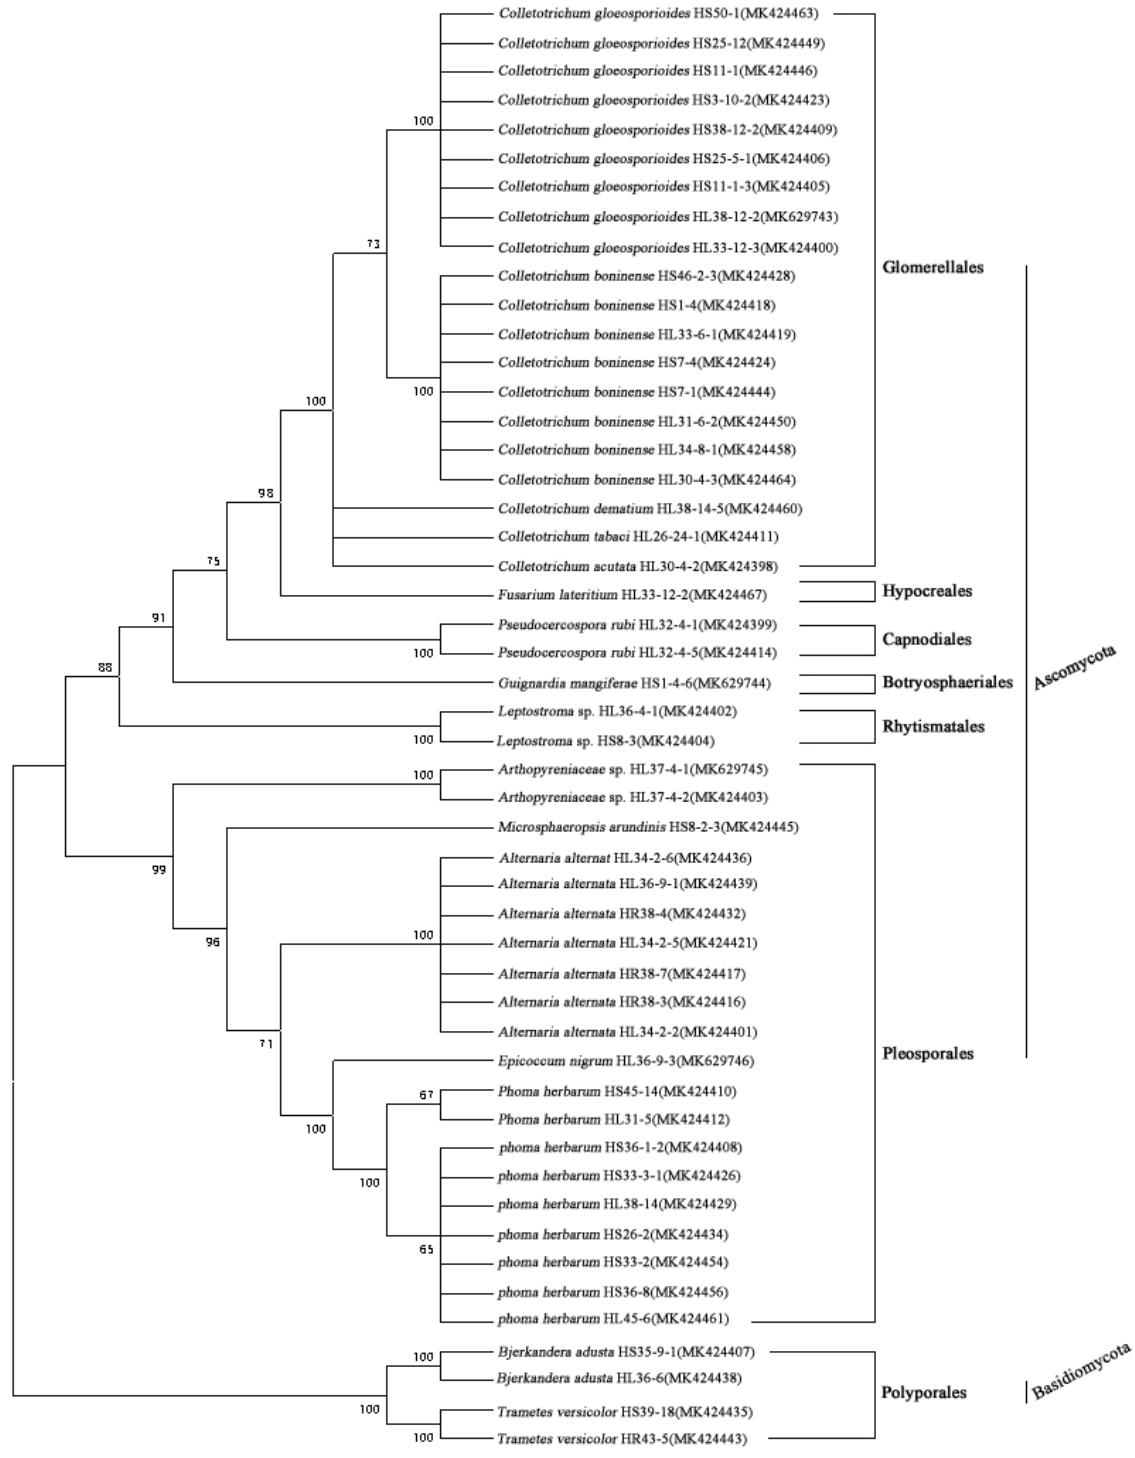 Colletotrichum gloeosporioides HS50-1(MK424463)
Colletotrichum gloeosporioides HS25-12(MK424449)
Colletotrichum gloeosporioides HS11-1(MK424446)
Colletotrichum gloeosporioides HS3-10-2(MK424423)
100
Colletotrichum gloeosporioides HS38-12-2(MK424409)
Colletotrichum gloeosporioides HS25-5-1(MK424406)
Colletotrichum gloeosporioides HS11-1-3(MK424405)
Colletotrichum gloeosporioides HL38-12-2(MK629743)
73
Colletotrichum gloeosporioides HL33-12-3(MK424400)
Glomerellales
Colletotrichum boninense HS46-2-3(MK424428)
Colletotrichum boninense HS1-4(MK424418)
Colletotrichum boninense HL33-6-1(MK424419)
Colletotrichum boninense HS7-4(MK424424)
100
Colletotrichum boninense HS7-1(MK424444)
100
Colletotrichum boninense HL31-6-2(MK424450)
Colletotrichum boninense HL34-8-1(MK424458)
Colletotrichum boninense HL30-4-3(MK424464)
98
Colletotrichum dematium HL38-14-5(MK424460)
Colletotrichum tabaci HL26-24-1(MK424411)
75
Colletotrichum acutata HL30-4-2(MK424398)
Fusarium lateritium HL33-12-2(MK424467)
Hypocreales
91
Pseudocercospora rubi HL32-4-1(MK424399)
Capnodiales
100
Pseudocercospora rubi HL32-4-5(MK424414)
88
Guignardia mangiferae HS1-4-6(MK629744)
Botryosphaeriales
Ascomycota
Leptostroma sp. HL36-4-1(MK424402)
Rhytismatales
100
Leptostroma sp. HS8-3(MK424404)
100
Arthopyreniaceae sp. HL37-4-1(MK629745)
Arthopyreniaceae sp. HL37-4-2(MK424403)
Microsphaeropsis arundinis HS8-2-3(MK424445)
99
Alternaria alternat HL34-2-6(MK424436)
Alternaria alternata HL36-9-1(MK424439)
Alternaria alternata HR38-4(MK424432)
96
100
Alternaria alternata HL34-2-5(MK424421)
Alternaria alternata HR38-7(MK424417)
Alternaria alternata HR38-3(MK424416)
Alternaria alternata HL34-2-2(MK424401)
71
Pleosporales
Epicoccum nigrum HL36-9-3(MK629746)
67
Phoma herbarum HS45-14(MK424410)
100
Phoma herbarum HL31-5(MK424412)
phoma herbarum HS36-1-2(MK424408)
100
phoma herbarum HS33-3-1(MK424426)
phoma herbarum HL38-14(MK424429)
phoma herbarum HS26-2(MK424434)
65
phoma herbarum HS33-2(MK424454)
phoma herbarum HS36-8(MK424456)
phoma herbarum HL45-6(MK424461)
100
Bjerkandera adusta HS35-9-1(MK424407)
Bjerkandera adusta HL36-6(MK424438)
Polyporales
Basidiomycota
100
Trametes versicolor HS39-18(MK424435)
100
Trametes versicolor HR43-5(MK424443)